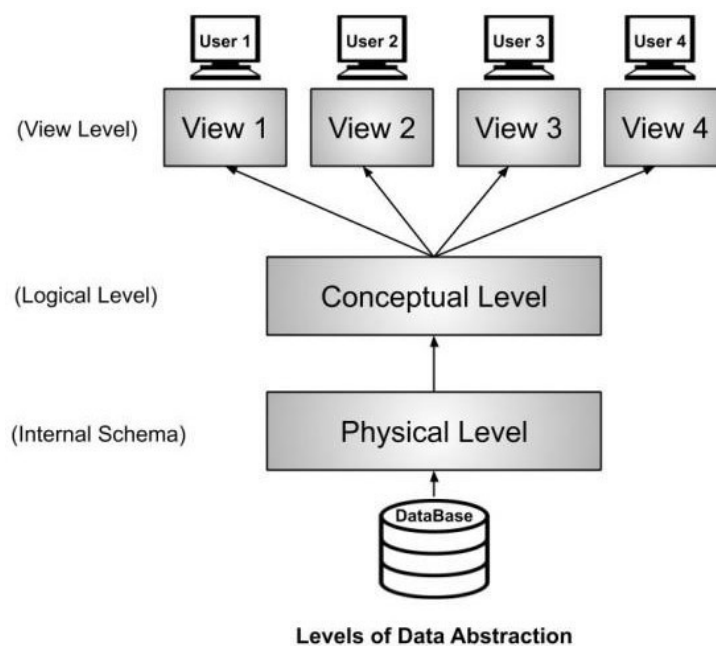 User 1
User 2
User 3
User 4
(View Level)
View 1
View 2
View 3
View 4
(Logical Level)
Conceptual Level
(Internal Schema)
Physical Level
DataBase
Levels of Data Abstraction